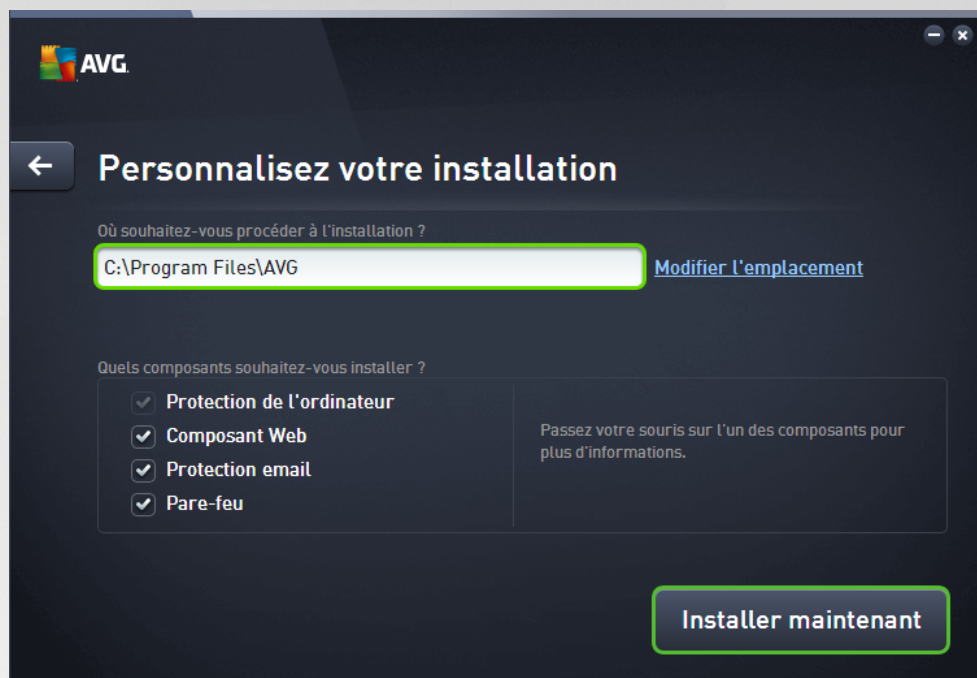 AVG.
Personnalisez votre installation
Où souhaitez-vous procéder à l'installation ?
C:\Program Files\AVG
Modifier l'emplacement
Quels composants souhaitez-vous installer ?
Protection de l'ordinateur
Composant Web
Protection email
Pare-feu
Passez votre souris sur l'un des composants pour
plus d'informations.
Installer maintenant